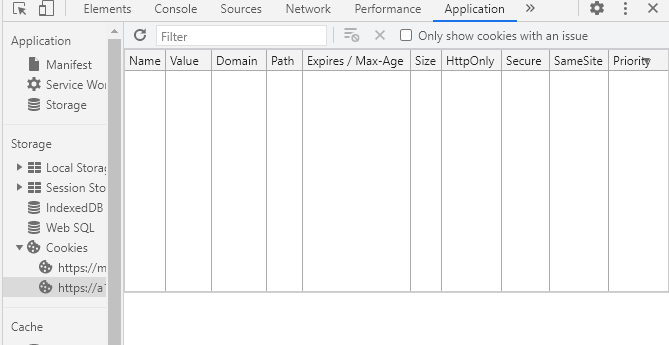 Elements Console Sources Network Performance Application »
Application
Manifest
Service Wor
Storage
Storage
Local Storag
Session Sto
IndexedDB
Web SQL
Cookies
https://m
https://a1
Cache
Filter
Only show cookies with an issue
Name Value Domain Path Expires / Max-Age Size HttpOnly Secure SameSite Priority